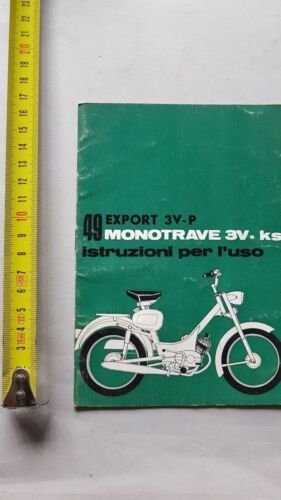 49 EXPORT 3V-P
MONOTRAVE 3V- ks
istruzioni per l'uso